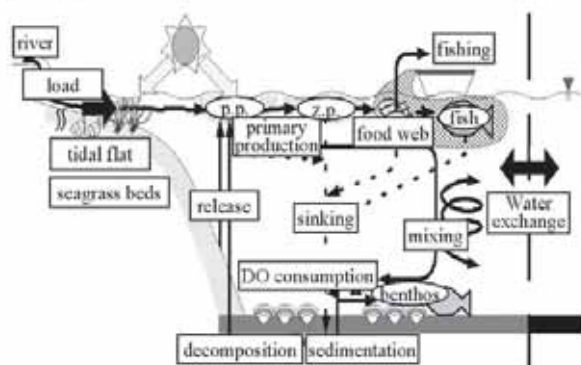 river
fishing
load
p.p.
z.p.
fish
primary
production
food web
tidal flat
seagrass beds
release
sinking
mixing
Water
exchange
DO consumption
benthos
decomposition
sedimentation